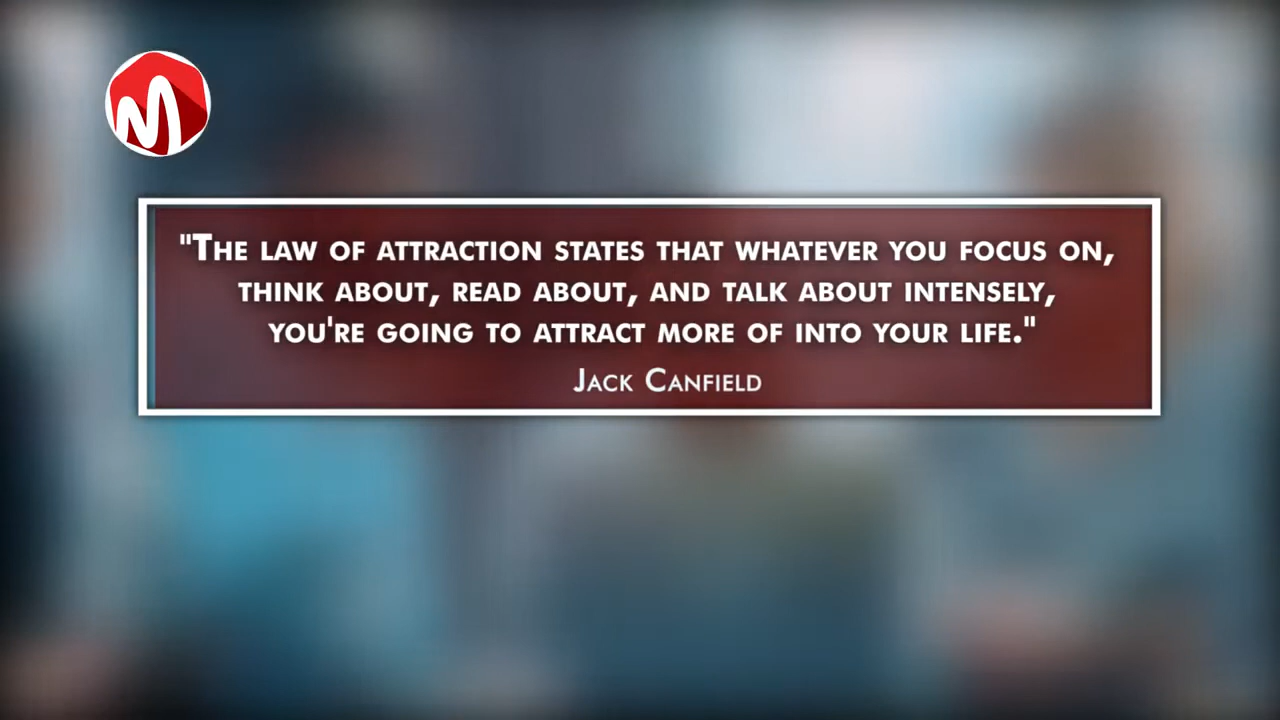 "The law of attraction states that whatever you focus on,
think about, read about, and talk about intensely,
you're going to attract more of into your life."
Jack Canfield